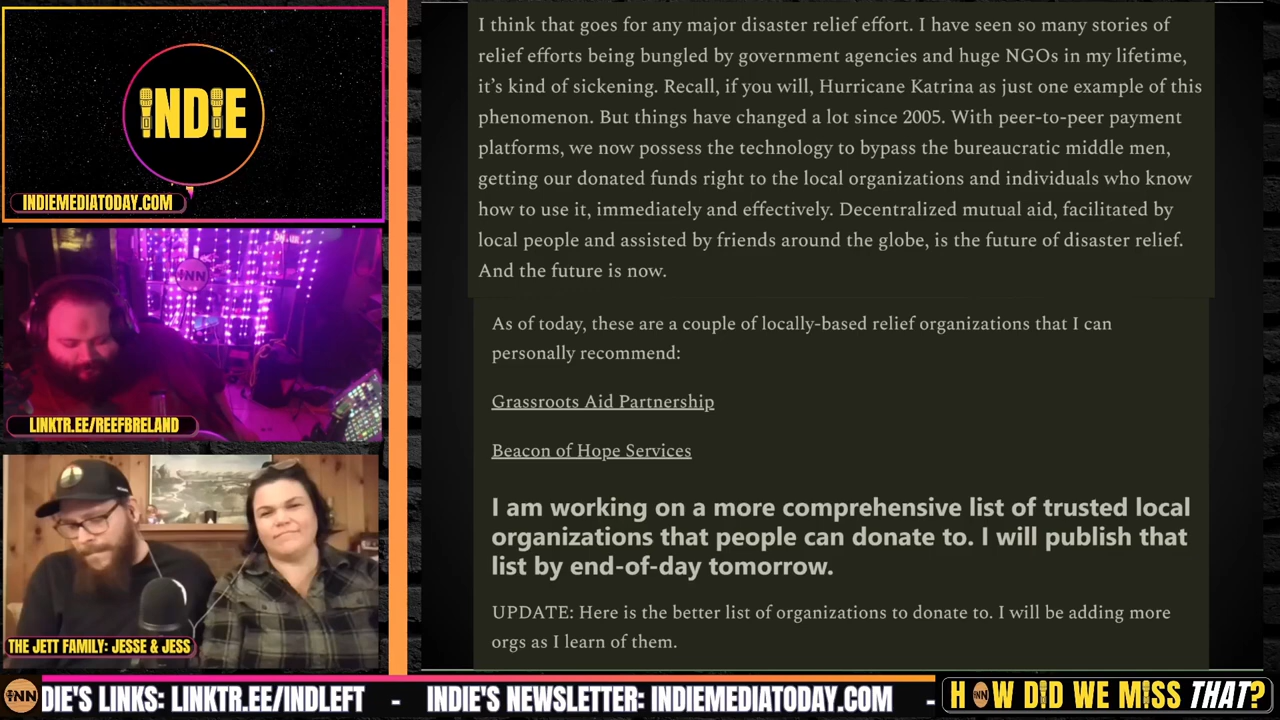 INDIE
INDIEMEDIATODAY.COM
INN
LINKTR.EE/REEFBRELAND
THE JETT FAMILY: JESSE & JESS
I think that goes for any major disaster relief effort. I have seen so many stories of
relief efforts being bungled by government agencies and huge NGOs in my lifetime,
it’s kind of sickening. Recall, if you will, Hurricane Katrina as just one example of this
phenomenon. But things have changed a lot since 2005. With peer-to-peer payment
platforms, we now possess the technology to bypass the bureaucratic middle men,
getting our donated funds right to the local organizations and individuals who know
how to use it, immediately and effectively. Decentralized mutual aid, facilitated by
local people and assisted by friends around the globe, is the future of disaster relief.
And the future is now.
As of today, these are a couple of locally-based relief organizations that I can
personally recommend:
Grassroots Aid Partnership
Beacon of Hope Services
I am working on a more comprehensive list of trusted local
organizations that people can donate to. I will publish that
list by end-of-day tomorrow.
UPDATE: Here is the better list of organizations to donate to. I will be adding more
orgs as I learn of them.
INN
DIE'S LINKS: LINKTR.EE/INDLEFT - INDIE'S NEWSLETTER: INDIEMEDIATODAY.COM -
HOW DID WE MISS THAT?